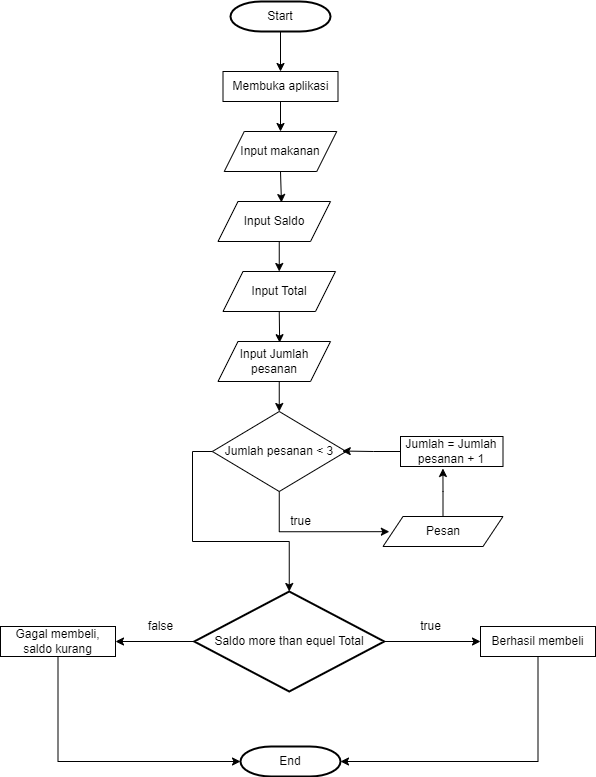 Start
Membuka aplikasi
Input makanan
Input Saldo
Input Total
Input Jumlah
pesanan
Jumlah pesanan < 3
Jumlah = Jumlah
pesanan + 1
true
Pesan
false
true
Gagal membeli,
saldo kurang
Saldo more than equel Total
Berhasil membeli
End